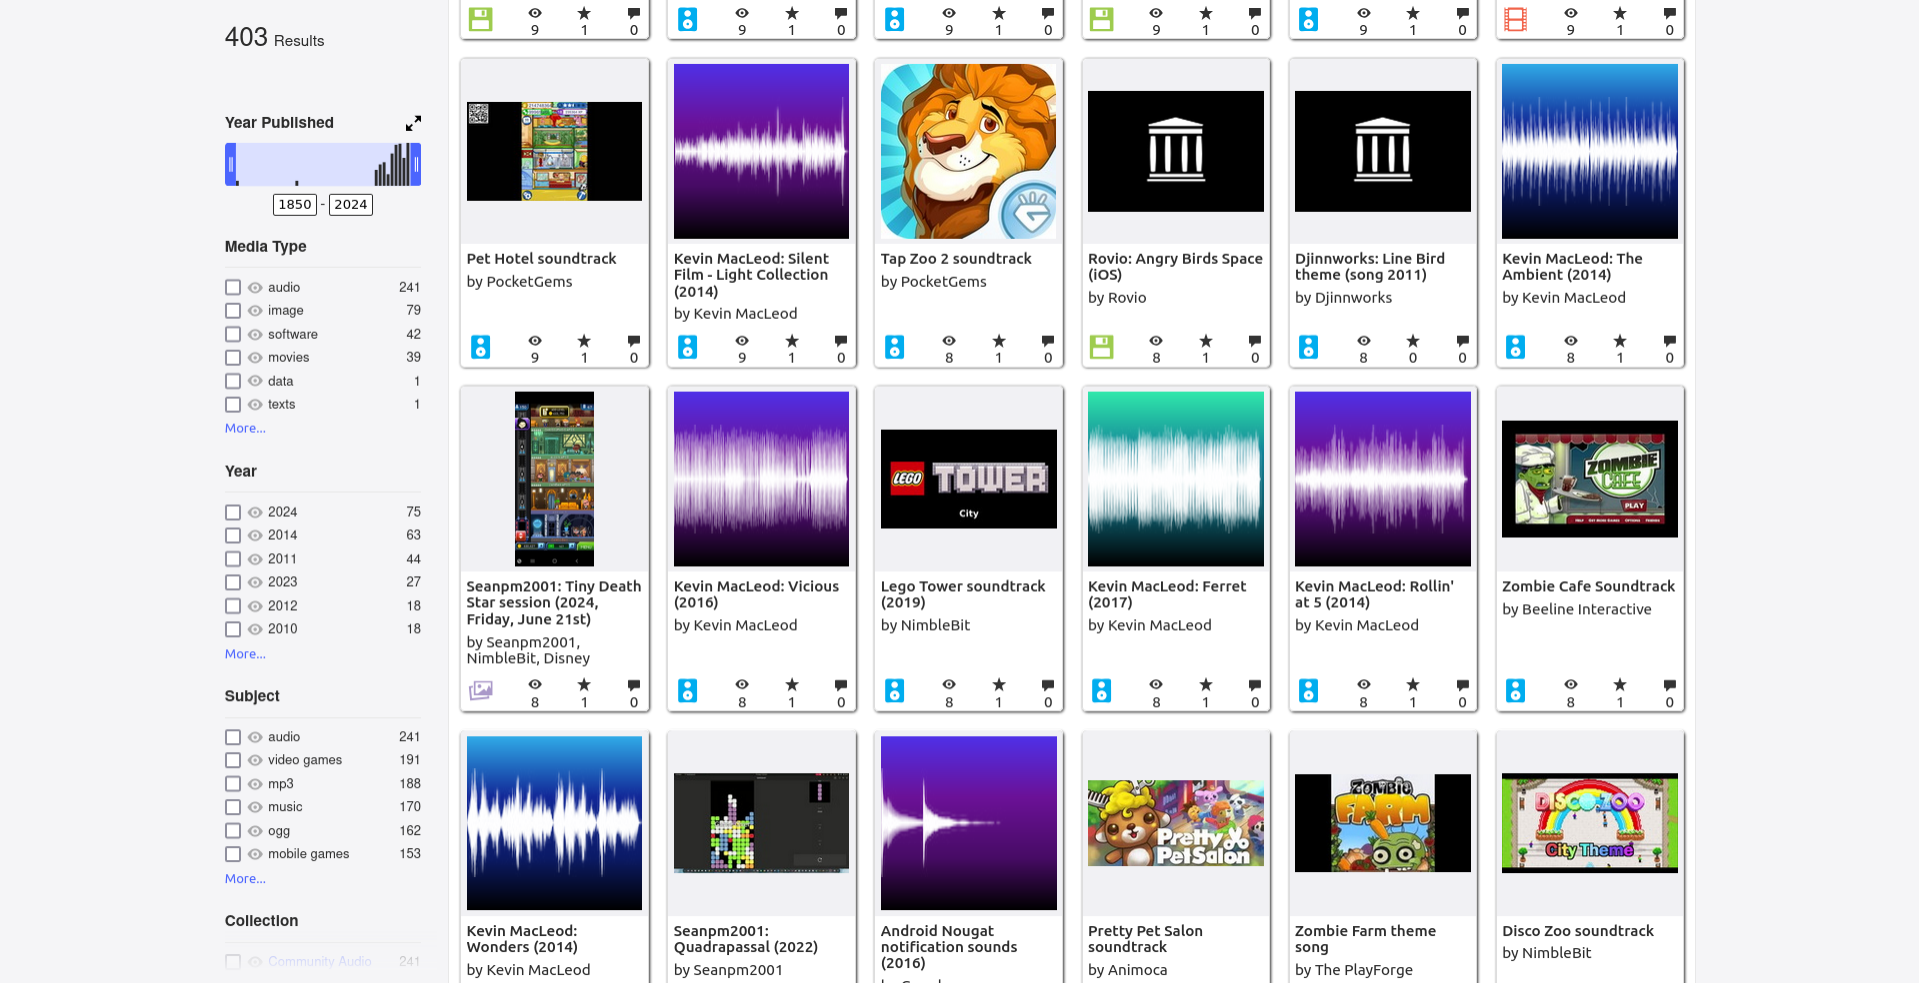 403 Results
Year Published
1850 - 2024
Media Type
audio 241
image 79
software 42
movies 39
data 1
texts 1
More...
Year
2024 75
2014 63
2011 44
2023 27
2012 18
2010 18
More...
Subject
audio 241
video games 191
mp3 188
music 170
ogg 162
mobile games 153
More...
Collection
Community Audio 241
9 1 0
9 1 0
9 1 0
9 1 0
9 1 0
9 1 0
Pet Hotel soundtrack
by PocketGems
9 1 0
Kevin MacLeod: Silent
Film - Light Collection
(2014)
by Kevin MacLeod
9 1 0
Tap Zoo 2 soundtrack
by PocketGems
8 1 0
Rovio: Angry Birds Space
(iOS)
by Rovio
8 1 0
Djinnworks: Line Bird
theme (song 2011)
by Djinnworks
8 0 0
Kevin MacLeod: The
Ambient (2014)
by Kevin MacLeod
8 1 0
Seanpm2001: Tiny Death
Star session (2024,
Friday, June 21st)
by Seanpm2001,
NimbleBit, Disney
8 1 0
Kevin MacLeod: Vicious
(2016)
by Kevin MacLeod
8 1 0
LEGO TOWER
City
Lego Tower soundtrack
(2019)
by NimbleBit
8 1 0
Kevin MacLeod: Ferret
(2017)
by Kevin MacLeod
8 1 0
Kevin MacLeod: Rollin'
at 5 (2014)
by Kevin MacLeod
8 1 0
ZOMBIE
CAFE
PLAY
Zombie Cafe Soundtrack
by Beeline Interactive
8 1 0
Kevin MacLeod:
Wonders (2014)
by Kevin MacLeod
Seanpm2001:
Quadrapassal (2022)
by Seanpm2001
Android Nougat
notification sounds
(2016)
Pretty
PetSalon
Pretty Pet Salon
soundtrack
by Animoca
ZOMBIE
FARM
Zombie Farm theme
song
by The PlayForge
DISCO ZOO
City Theme
Disco Zoo soundtrack
by NimbleBit